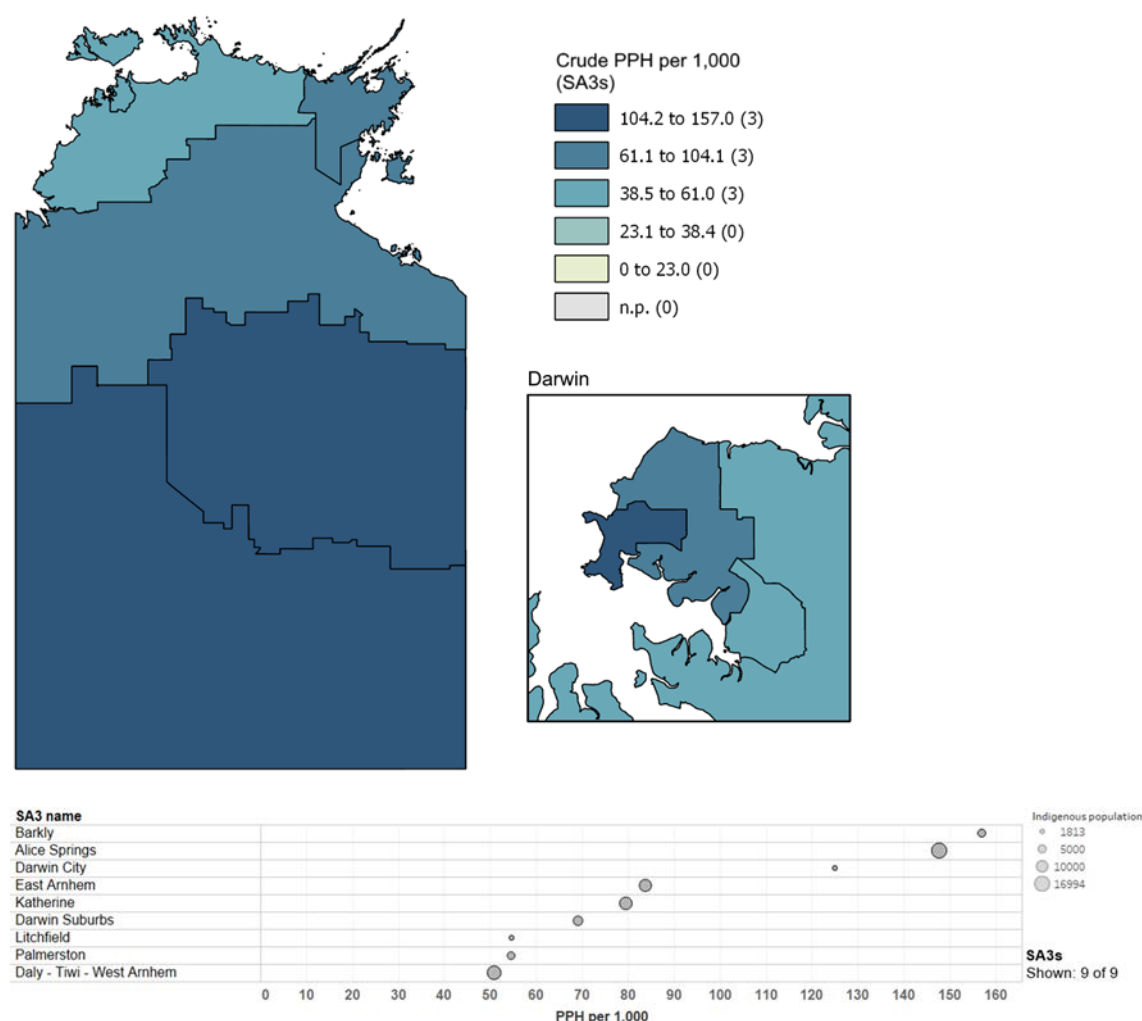 Crude PPH per 1,000
(SA3s)
104.2 to 157.0 (3)
61.1 to 104.1 (3)
38.5 to 61.0 (3)
23.1 to 38.4 (0)
0 to 23.0 (0)
n.p. (0)
Darwin
SA3 name
Barkly
Alice Springs
Darwin City
East Arnhem
Katherine
Darwin Suburbs
Litchfield
Palmerston
Daly - Tiwi - West Arnhem
Indigenous population
1813
5000
10000
16994
SA3s
Shown: 9 of 9
0 10 20 30 40 50 60 70 80 90 100 110 120 130 140 150 160
PPH per 1,000